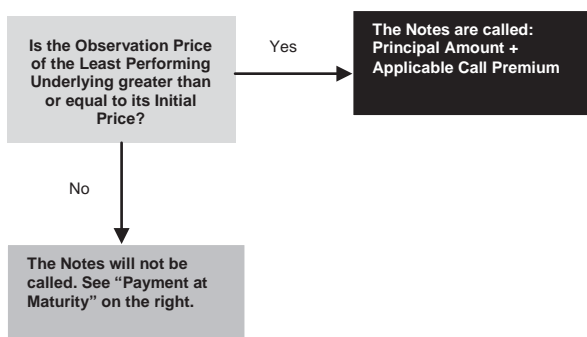 Is the Observation Price
of the Least Performing
Underlying greater than
or equal to its Initial
Price?
Yes
The Notes are called:
Principal Amount +
Applicable Call Premium
No
The Notes will not be
called. See “Payment at
Maturity” on the right.